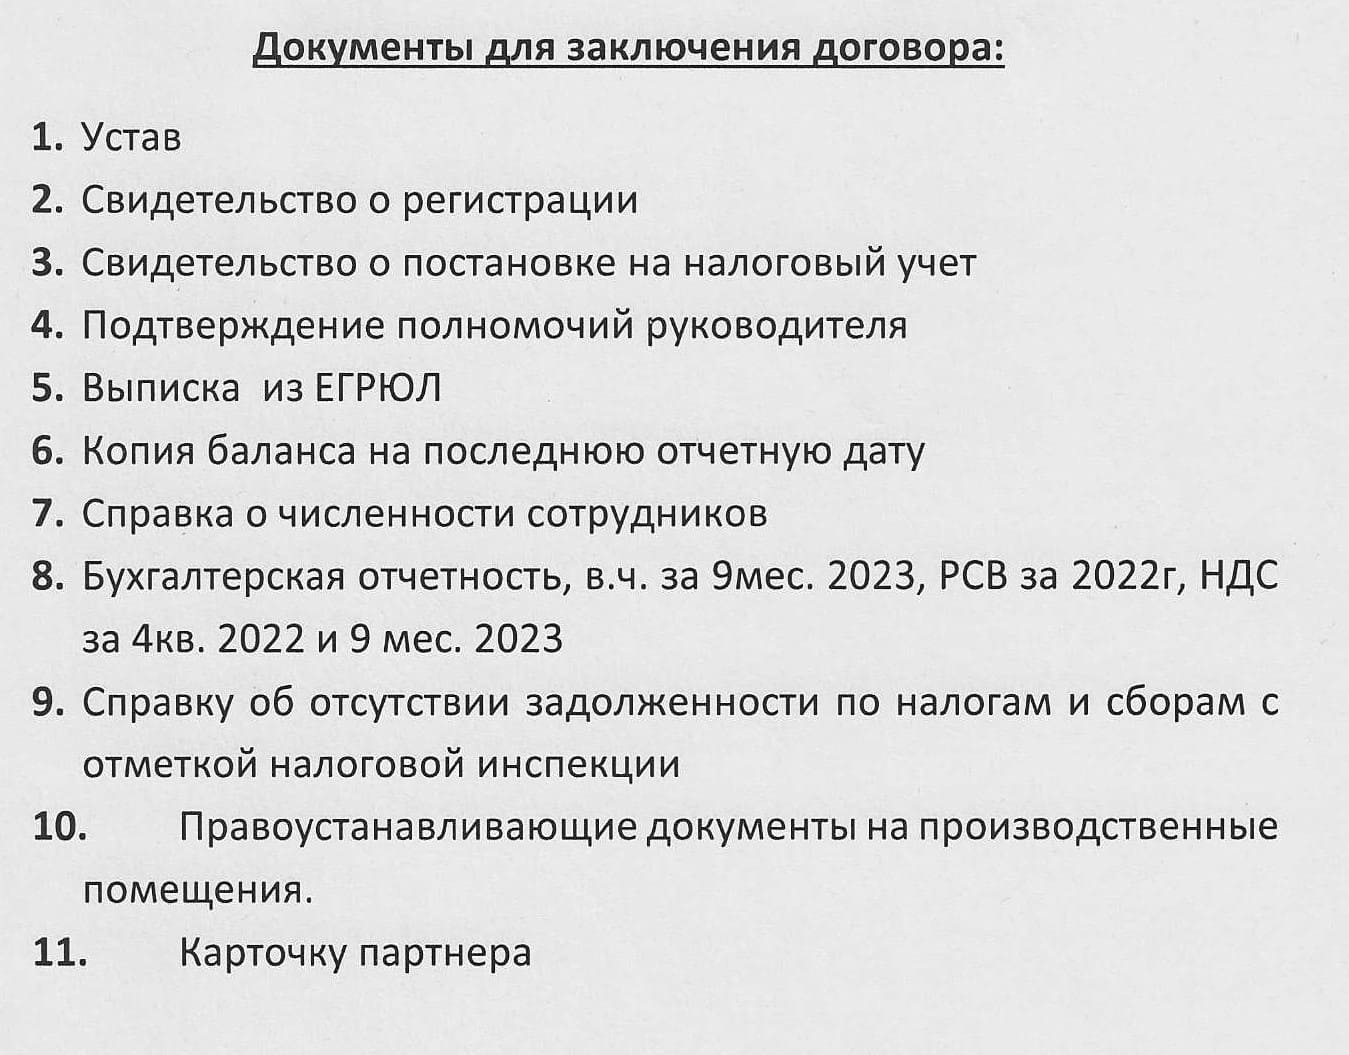 Документы для заключения договора:
1. Устав
2. Свидетельство о регистрации
3. Свидетельство о постановке на налоговый учет
4. Подтверждение полномочий руководителя
5. Выписка  из ЕГРЮЛ
6. Копия баланса на последнюю отчетную дату
7. Справка о численности сотрудников
8. Бухгалтерская отчетность, в.ч. за 9мес. 2023, РСВ за 2022г, НДС
за 4кв. 2022 и 9 мес. 2023
9. Справку об отсутствии задолженности по налогам и сборам с
отметкой налоговой инспекции
10. Правоустанавливающие документы на производственные
помещения.
11. Карточку партнера